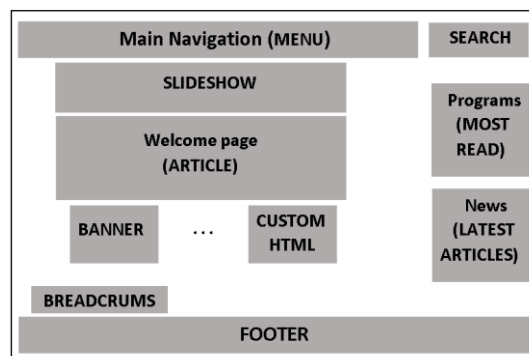 Main Navigation (MENU)
SEARCH
SLIDESHOW
Programs
(MOST
READ)
Welcome page
(ARTICLE)
News
(LATEST
ARTICLES)
BANNER
...
CUSTOM
HTML
BREADCRUMS
FOOTER